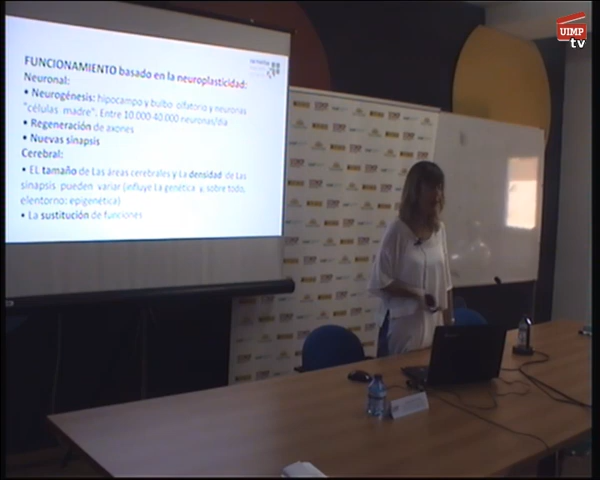 UIMP
tv
FUNCIONAMIENTO basado en la neuroplasticidad:
Neuronal:
• Neurogénesis: hipocampo y bulbo olfatorio y neuronas
"células madre". Entre 10.000-40.000 neuronas/día
• Regeneración de axones
• Nuevas sinapsis
Cerebral:
• EL tamaño de Las áreas cerebrales y La densidad de Las
sinapsis pueden variar (influye La genética y, sobre todo,
elentorno: epigenética)
• La sustitución de funciones